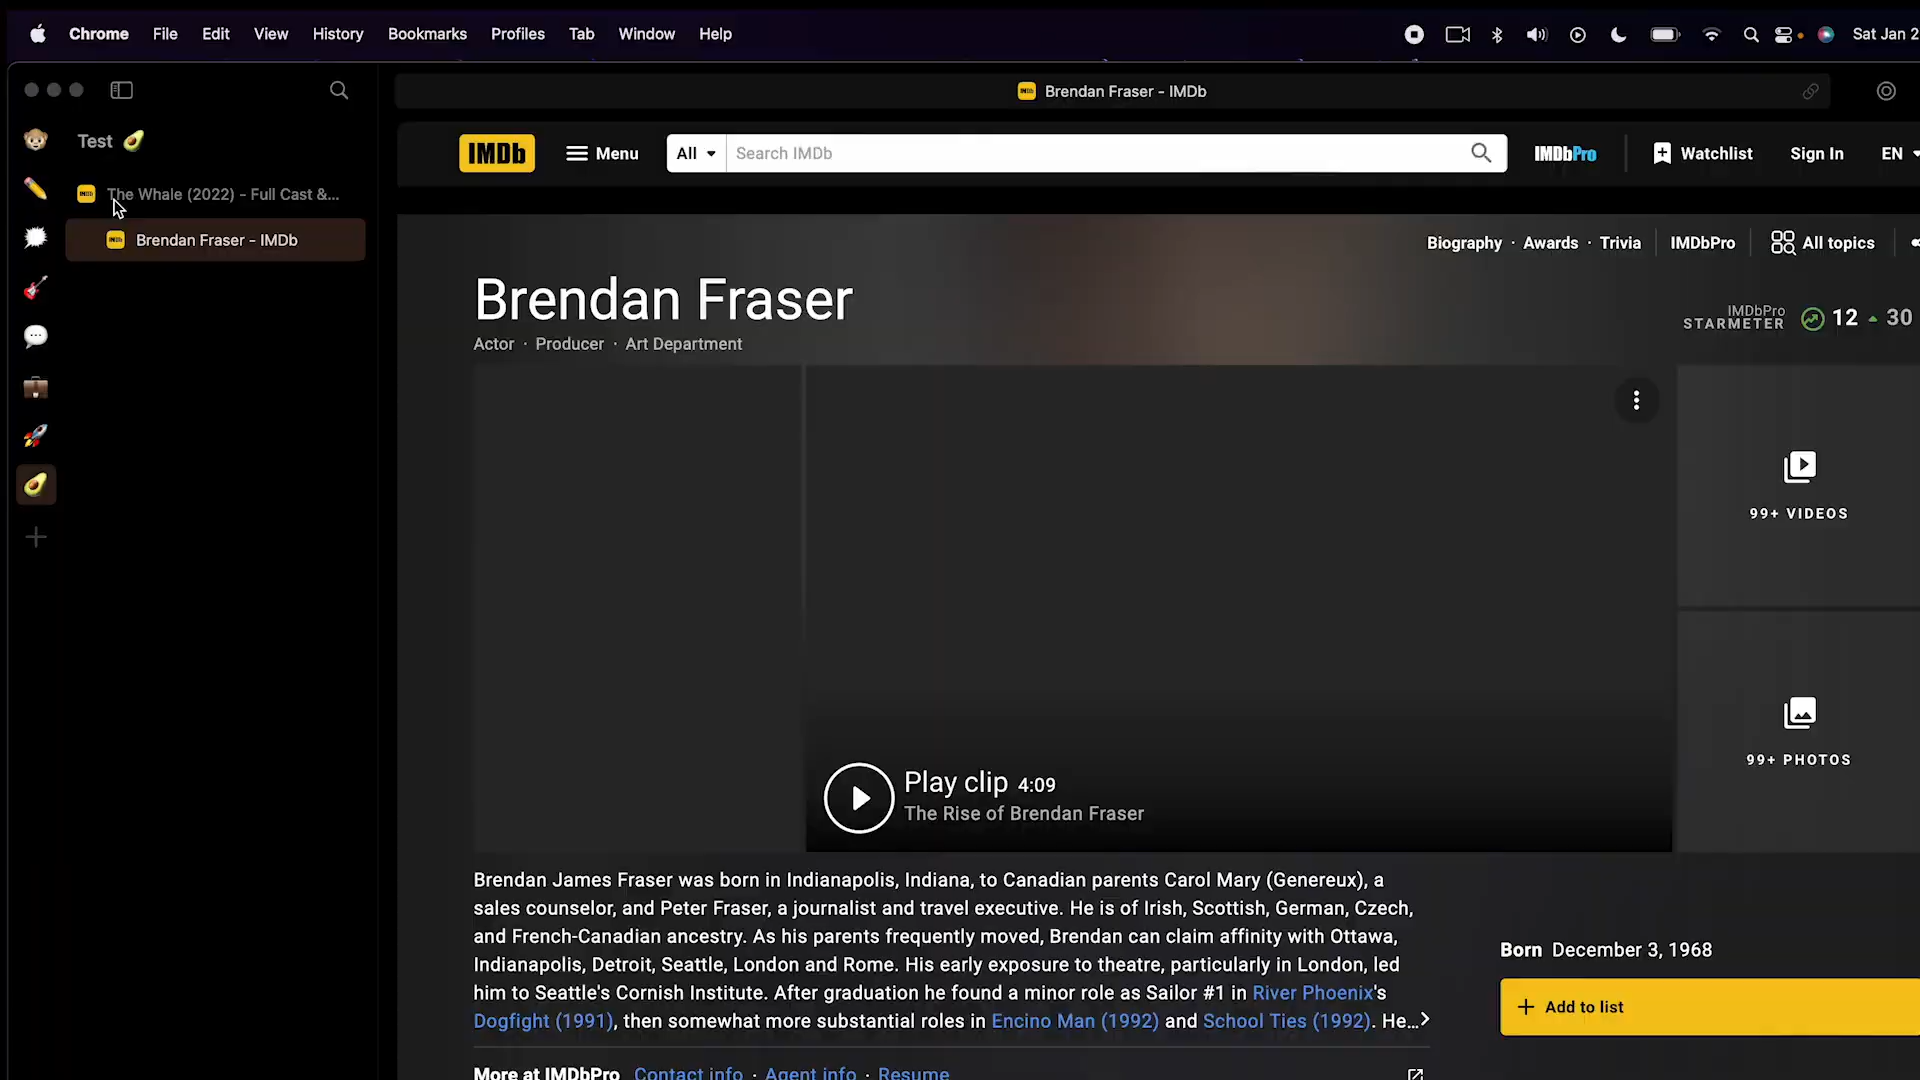 Chrome File Edit View History Bookmarks Profiles Tab Window Help
Sat Jan 2
Brendan Fraser - IMDb
Test
The Whale (2022) - Full Cast &...
IMDb
Brendan Fraser - IMDb
IMDb Menu All Search IMDb IMDbPro Watchlist Sign In EN
Biography · Awards · Trivia IMDbPro All topics
Brendan Fraser
Actor · Producer · Art Department
IMDbPro
STARMETER
12 30
99+ VIDEOS
99+ PHOTOS
Play clip 4:09
The Rise of Brendan Fraser
Brendan James Fraser was born in Indianapolis, Indiana, to Canadian parents Carol Mary (Genereux), a
sales counselor, and Peter Fraser, a journalist and travel executive. He is of Irish, Scottish, German, Czech,
and French-Canadian ancestry. As his parents frequently moved, Brendan can claim affinity with Ottawa,
Indianapolis, Detroit, Seattle, London and Rome. His early exposure to theatre, particularly in London, led
him to Seattle's Cornish Institute. After graduation he found a minor role as Sailor #1 in River Phoenix's
Dogfight (1991), then somewhat more substantial roles in Encino Man (1992) and School Ties (1992). He...
Born December 3, 1968
+ Add to list
More at IMDbPro Contact info · Agent info · Resume